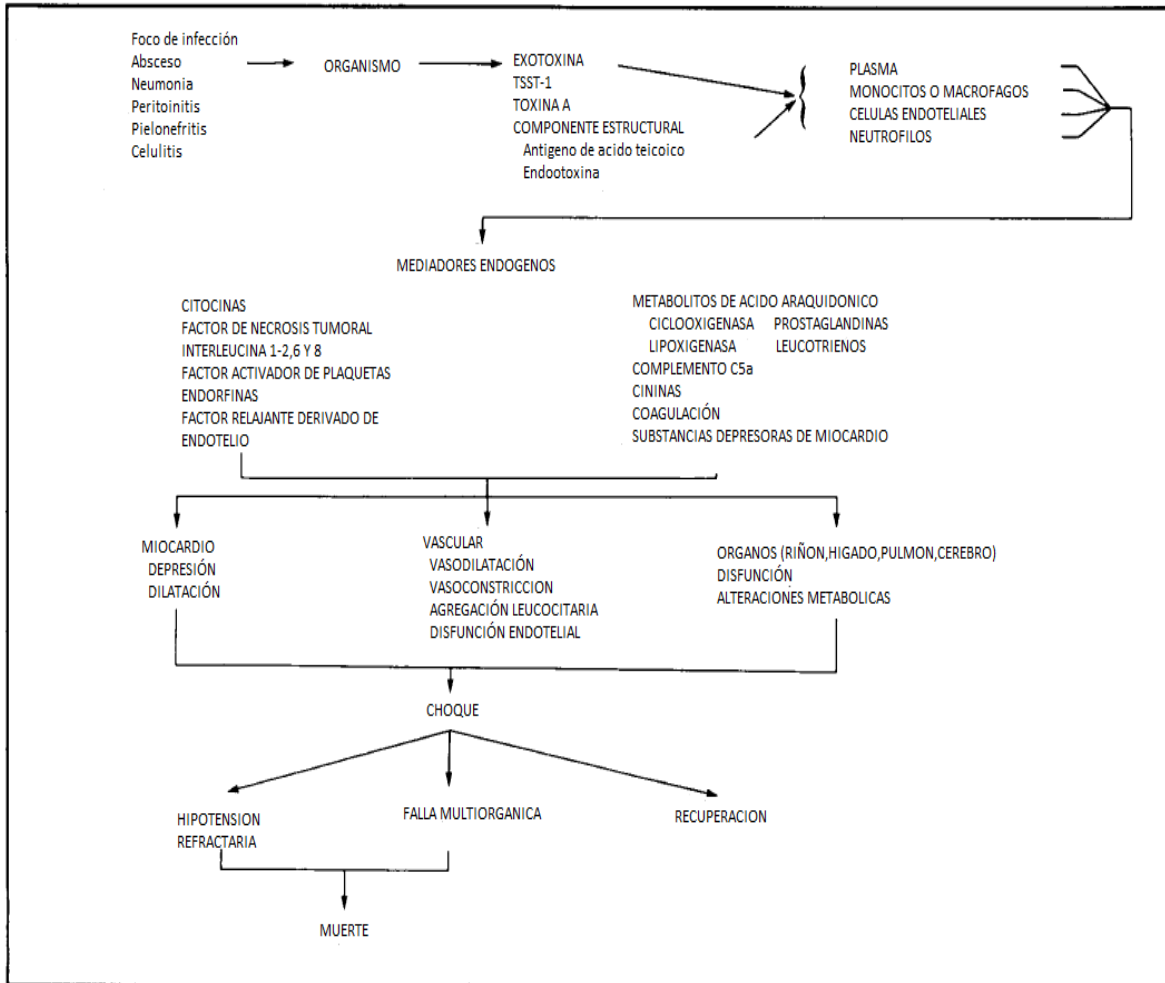 Foco de infección
Absceso
Neumonia
Peritoinitis
Pielonefritis
Celulitis
ORGANISMO
EXOTOXINA
TSST-1
TOXINA A
COMPONENTE ESTRUCTURAL
Antigeno de acido teicoico
Endootoxina
PLASMA
MONOCITOS O MACROFAGOS
CELULAS ENDOTELIALES
NEUTROFILOS
MEDIADORES ENDOGENOS
CITOCINAS
FACTOR DE NECROSIS TUMORAL
INTERLEUCINA 1-2,6 Y 8
FACTOR ACTIVADOR DE PLAQUETAS
ENDORFINAS
FACTOR RELAJANTE DERIVADO DE
ENDOTELIO
METABOLITOS DE ACIDO ARAQUIDONICO
CICLOOXIGENASA PROSTAGLANDINAS
LIPOXIGENASA LEUCOTRIENOS
COMPLEMENTO C5a
CININAS
COAGULACIÓN
SUBSTANCIAS DEPRESORAS DE MIOCARDIO
MIOCARDIO
DEPRESIÓN
DILATACIÓN
VASCULAR
VASODILATACIÓN
VASOCONSTRICCION
AGREGACIÓN LEUCOCITARIA
DISFUNCIÓN ENDOTELIAL
ORGANOS (RIÑON,HIGADO,PULMON,CEREBRO)
DISFUNCIÓN
ALTERACIONES METABOLICAS
CHOQUE
HIPOTENSION
REFRACTARIA
FALLA MULTIORGANICA
RECUPERACION
MUERTE